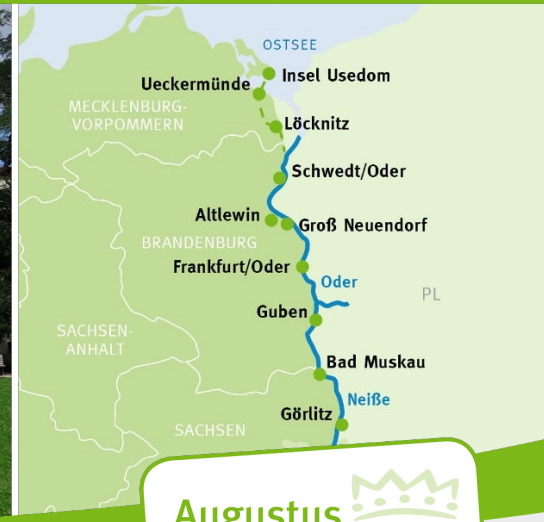 OSTSEE
Insel Usedom
Ueckermünde
MECKLENBURG-
VORPOMMERN
Löcknitz
Schwedt/Oder
Altlewin
Groß Neuendorf
BRANDENBURG
Frankfurt/Oder
Oder
PL
Guben
SACHSEN-
ANHALT
Bad Muskau
Neiße
Görlitz
SACHSEN
Augustus